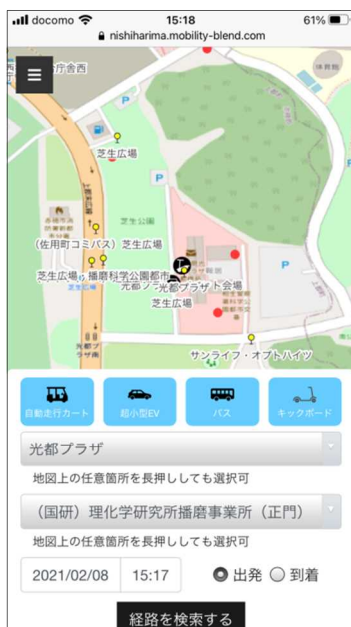 docomo 15:18 61%
nishiharima.mobility-blend.com
庁舎西
体育館
P
芝生広場
P
芝生公園
(佐用町コミバス) 芝生広場
芝生広場
播磨科学公園都市
光都プラザ
芝生広場
P
光都プラザ南
サンライフ・オプトハイツ
自動走行カート
超小型EV
バス
キックボード
光都プラザ
地図上の任意箇所を長押ししても選択可
(国研)理化学研究所播磨事業所(正門)
地図上の任意箇所を長押ししても選択可
2021/02/08 15:17 出発 到着
経路を検索する